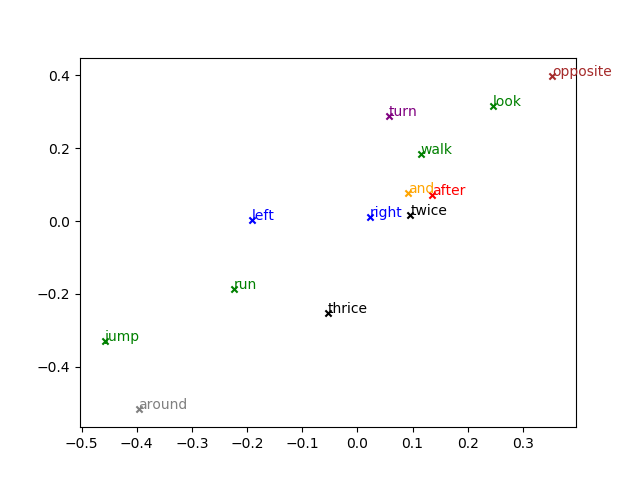 opposite
0.4
look
turn
0.2
walk
and
after
twice
left
right
0.0
run
−0.2
thrice
jump
−0.4
around
−0.5 −0.4 −0.3 −0.2 −0.1 0.0 0.1 0.2 0.3